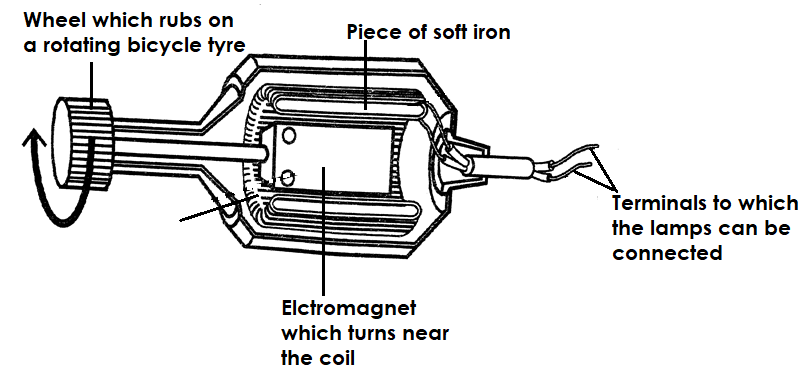 Wheel which rubs on
a rotating bicycle tyre
Piece of soft iron
Terminals to which
the lamps can be
connected
Elctromagnet
which turns near
the coil